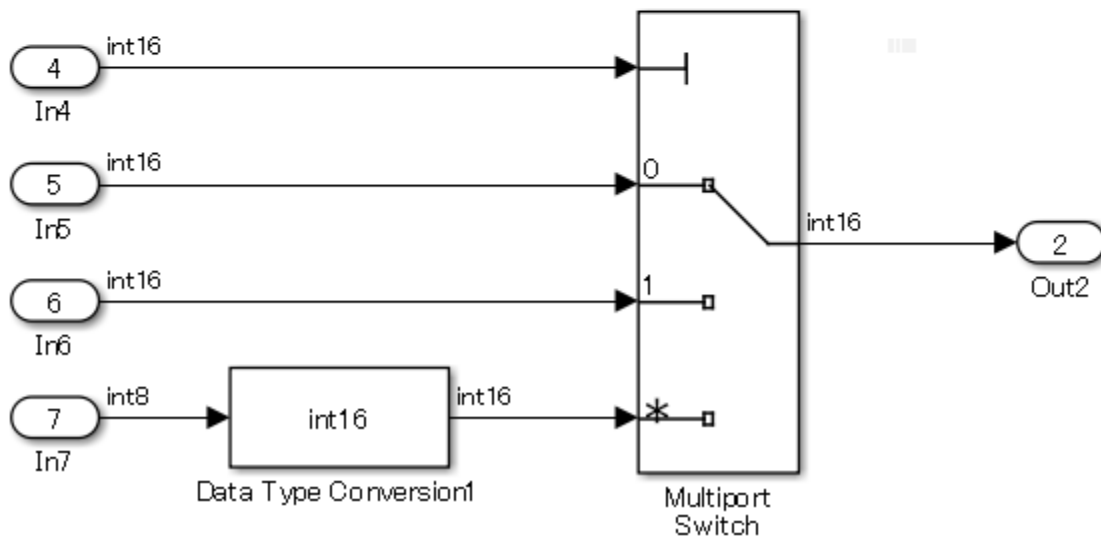 int16
4
In4
int16
5
0
int16
In5
2
int16
Out2
6
1
In6
int8
int16
7
int16
*
In7
Data Type Conversion1
Multiport
Switch